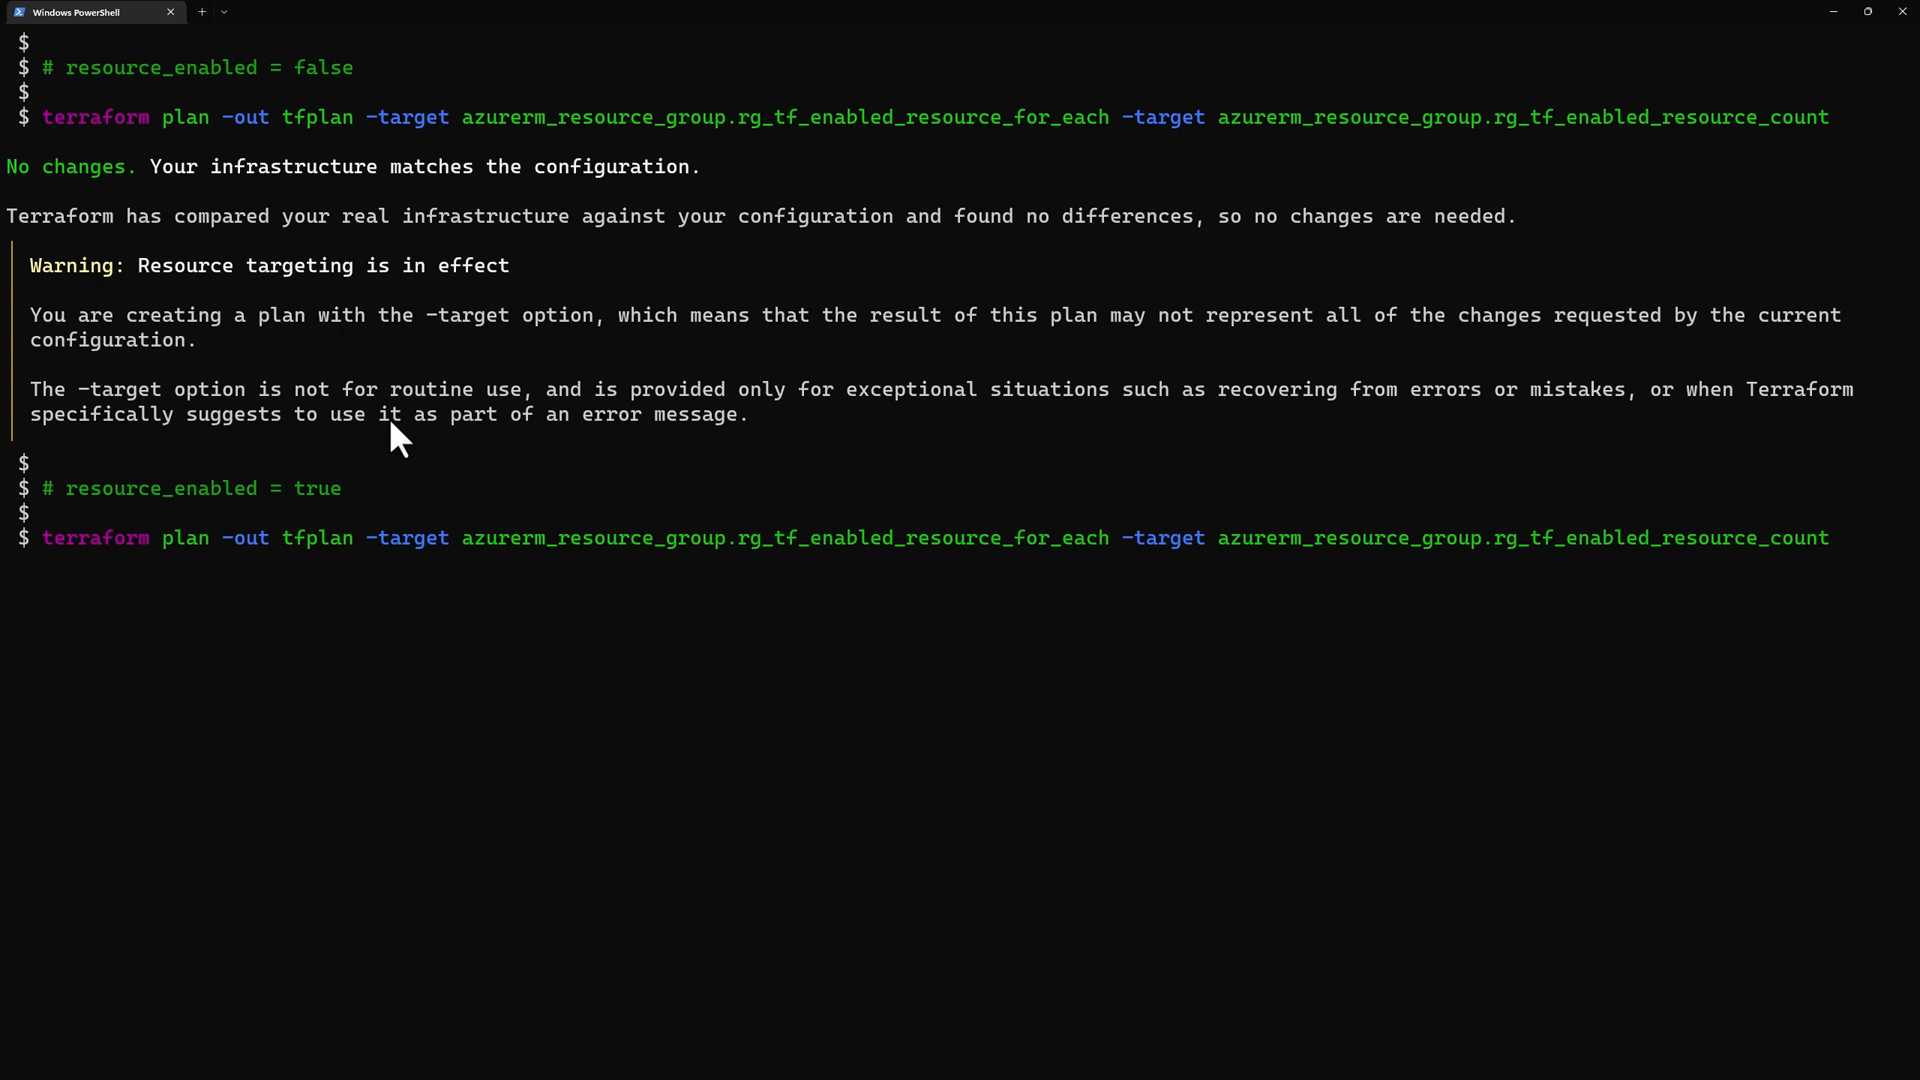 Windows PowerShell
$
$ # resource_enabled = false
$
$ terraform plan -out tfplan -target azurerm_resource_group.rg_tf_enabled_resource_for_each -target azurerm_resource_group.rg_tf_enabled_resource_count
No changes. Your infrastructure matches the configuration.
Terraform has compared your real infrastructure against your configuration and found no differences, so no changes are needed.
Warning: Resource targeting is in effect
You are creating a plan with the -target option, which means that the result of this plan may not represent all of the changes requested by the current
configuration.
The -target option is not for routine use, and is provided only for exceptional situations such as recovering from errors or mistakes, or when Terraform
specifically suggests to use it as part of an error message.
$
$ # resource_enabled = true
$
$ terraform plan -out tfplan -target azurerm_resource_group.rg_tf_enabled_resource_for_each -target azurerm_resource_group.rg_tf_enabled_resource_count